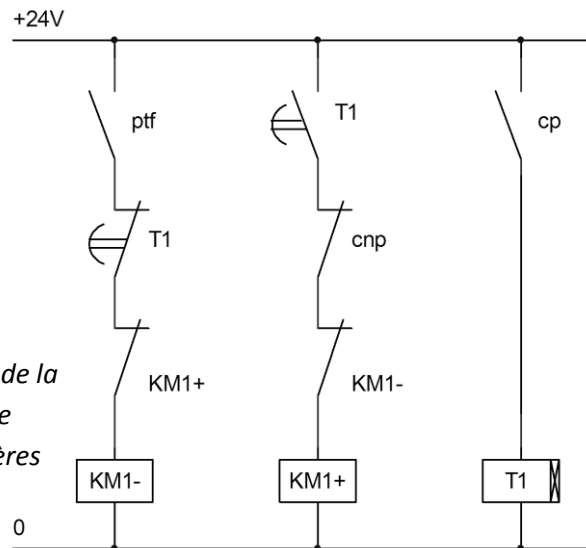 +24V
ptf
T1
cp
T1
cnp
KM1+
KM1-
de la
e
ères
KM1-
KM1+
T1
0